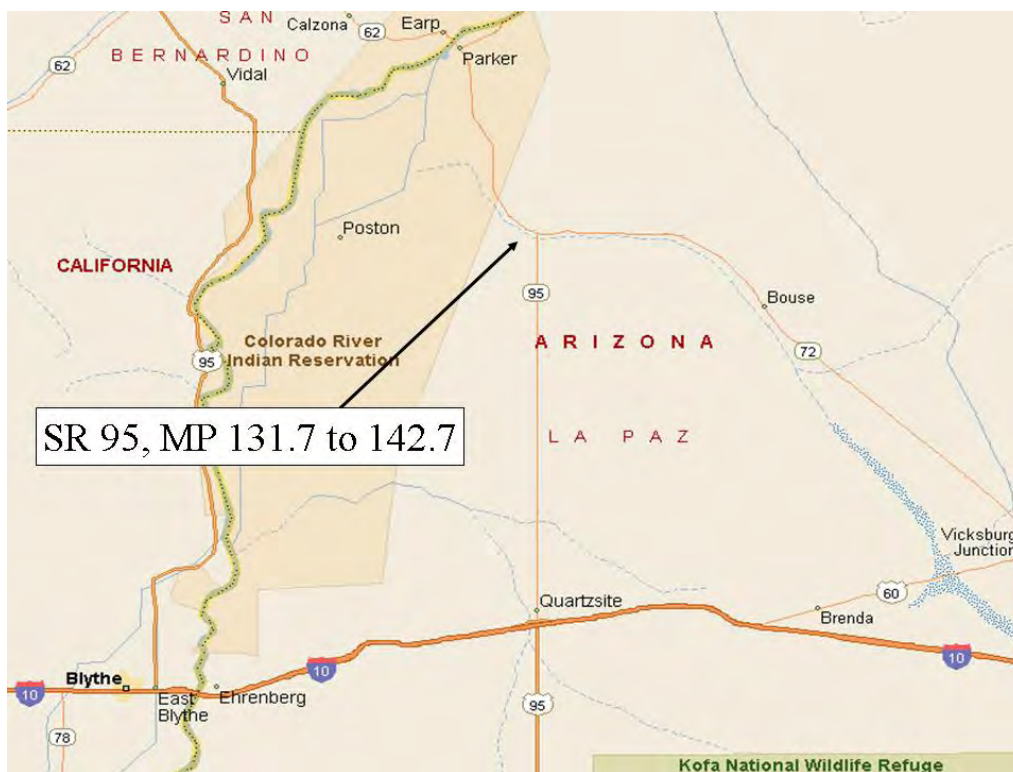 SAN
BERNARDINO
Calzona
62
Earp
62
Vidal
Parker
Poston
CALIFORNIA
95
Bouse
ARIZONA
Colorado River
Indian Reservation
95
72
SR 95, MP 131.7 to 142.7
LA PAZ
Vicksburg
Junction
60
Quartzsite
Brenda
10
10
Blythe
10
East
Blythe
Ehrenberg
95
78
Kofa National Wildlife Refuge